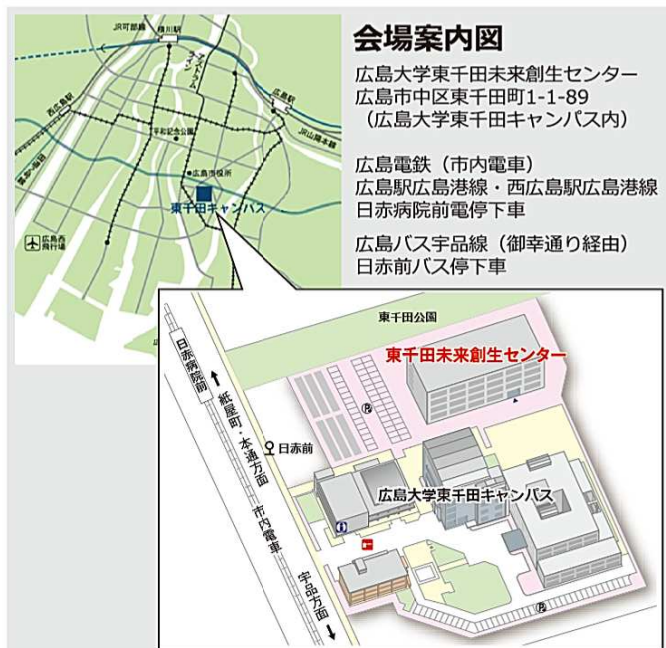 会場案内図
広島大学東千田未来創生センター
広島市中区東千田町1-1-89
（広島大学東千田キャンパス内）
広島電鉄（市内電車）
広島駅広島港線・西広島駅広島港線
日赤病院前電停下車
広島バス宇品線（御幸通り経由）
日赤前バス停下車
JR可部線
横川駅
アストラムライン
西広島駅
広島駅
JR山陽本線
平和記念公園
広島市役所
東千田キャンパス
広島西
飛行場
東千田公園
東千田未来創生センター
日赤病院前
紙屋町・本通方面
日赤前
広島大学東千田キャンパス
市内電車
宇品方面
P
P